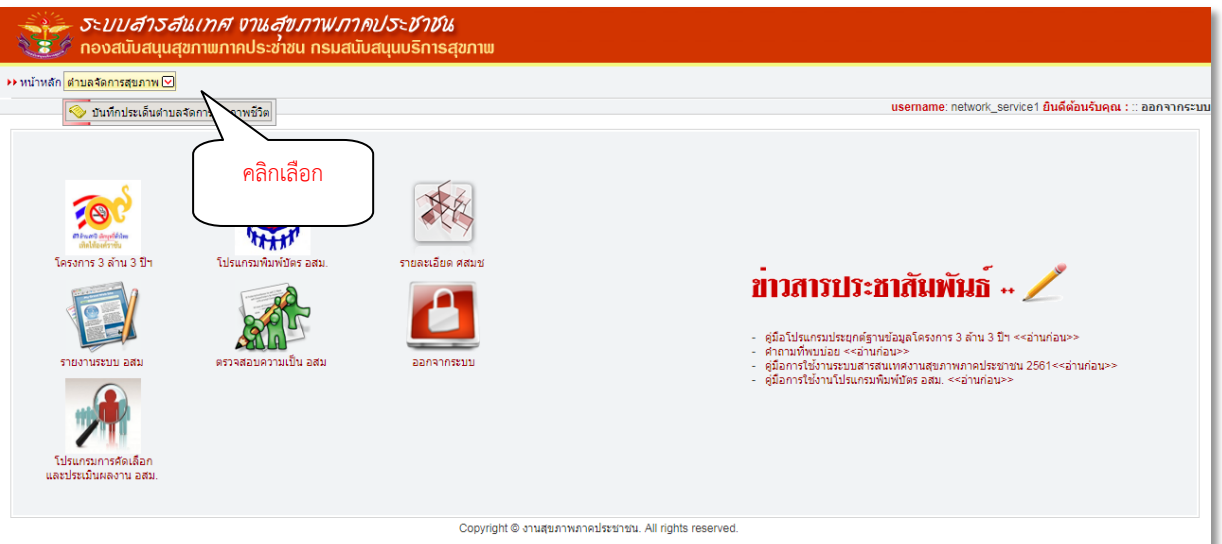 ระบบสารสนเทศ งานสุขภาพภาคประชาชน
กองสนับสนุนสุขภาพภาคประชาชน กรมสนับสนุนบริการสุขภาพ
หน้าหลัก ตำบลจัดการสุขภาพ
บันทึกประเด็นตำบลจัดการ
ภาพชีวิต
username: network_service1 ยินดีต้อนรับคุณ : :: ออกจากระบบ
คลิกเลือก
โครงการ 3 ล้าน 3 ปีฯ
โปรแกรมพิมพ์บัตร อสม.
รายละเอียด ศสมช
ข่าวสารประชาสัมพันธ์ ..
รายงานระบบ อสม
ตรวจสอบความเป็น อสม
ออกจากระบบ
- คู่มือโปรแกรมประยุกต์ฐานข้อมูลโครงการ 3 ล้าน 3 ปีฯ <<อ่านก่อน>>
- คำถามที่พบบ่อย <<อ่านก่อน>>
- คู่มือการใช้งานระบบสารสนเทศงานสุขภาพภาคประชาชน 2561<<อ่านก่อน>>
- คู่มือการใช้งานโปรแกรมพิมพ์บัตร อสม. <<อ่านก่อน>>
โปรแกรมการคัดเลือก
และประเมินผลงาน อสม.
Copyright © งานสุขภาพภาคประชาชน. All rights reserved.